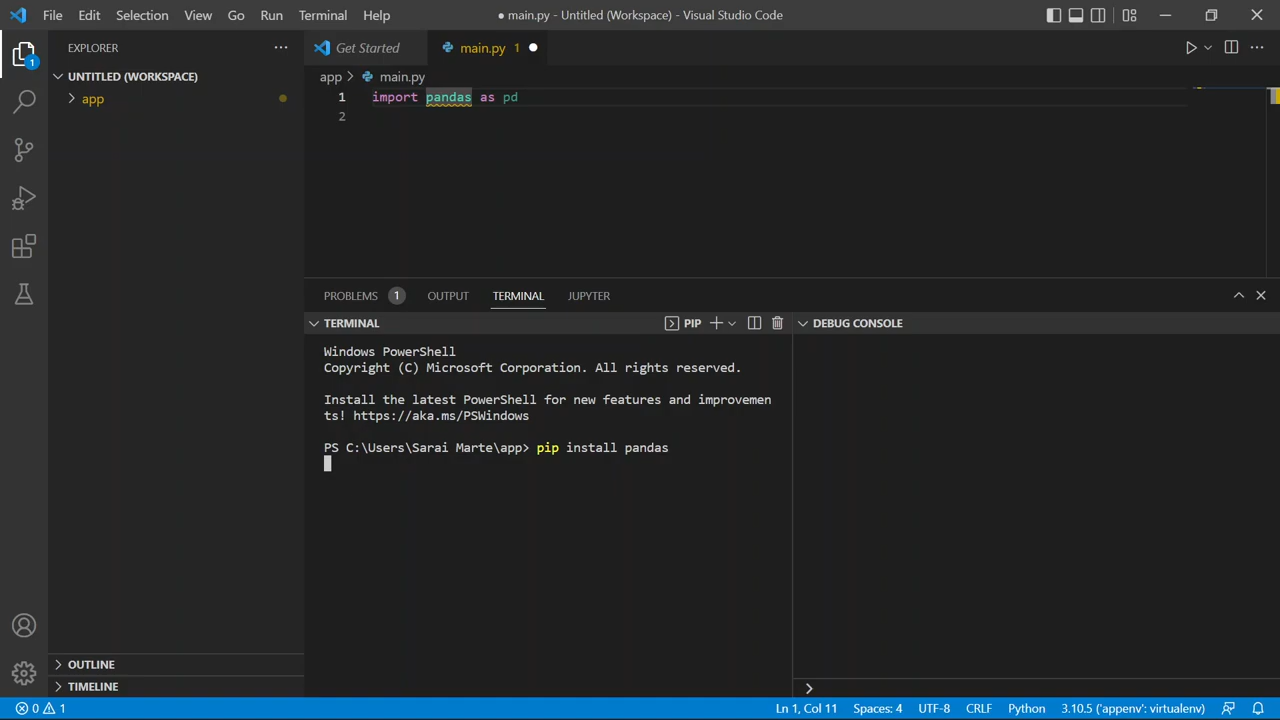 File Edit Selection View Go Run Terminal Help ● main.py - Untitled (Workspace) - Visual Studio Code
EXPLORER
Get Started main.py 1
1
UNTITLED (WORKSPACE)
app > main.py
app
1 import pandas as pd
2
PROBLEMS 1 OUTPUT TERMINAL JUPYTER
TERMINAL PIP DEBUG CONSOLE
Windows PowerShell
Copyright (C) Microsoft Corporation. All rights reserved.
Install the latest PowerShell for new features and improvemen
ts! https://aka.ms/PSWindows
PS C:\Users\Sarai Marte\app> pip install pandas
OUTLINE
TIMELINE
0 1 Ln 1, Col 11 Spaces: 4 UTF-8 CRLF Python 3.10.5 ('appenv': virtualenv)